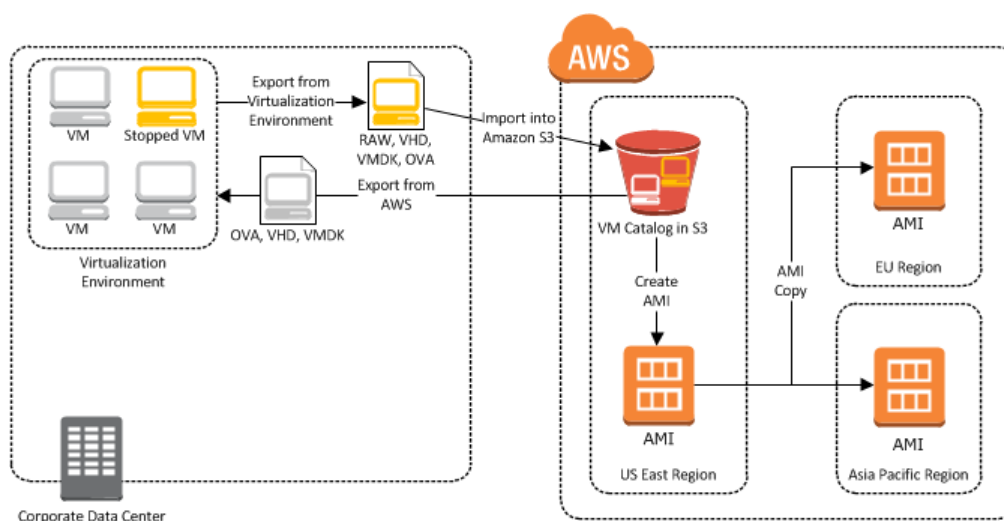 AWS
VM
Stopped VM
Export from
Virtualization
Environment
RAW, VHD,
VMDK, OVA
Import into
Amazon S3
VM
VM
OVA, VHD, VMDK
Export from
AWS
Virtualization
Environment
VM Catalog in S3
Create
AMI
AMI
US East Region
AMI
Copy
AMI
EU Region
AMI
Asia Pacific Region
Corporate Data Center